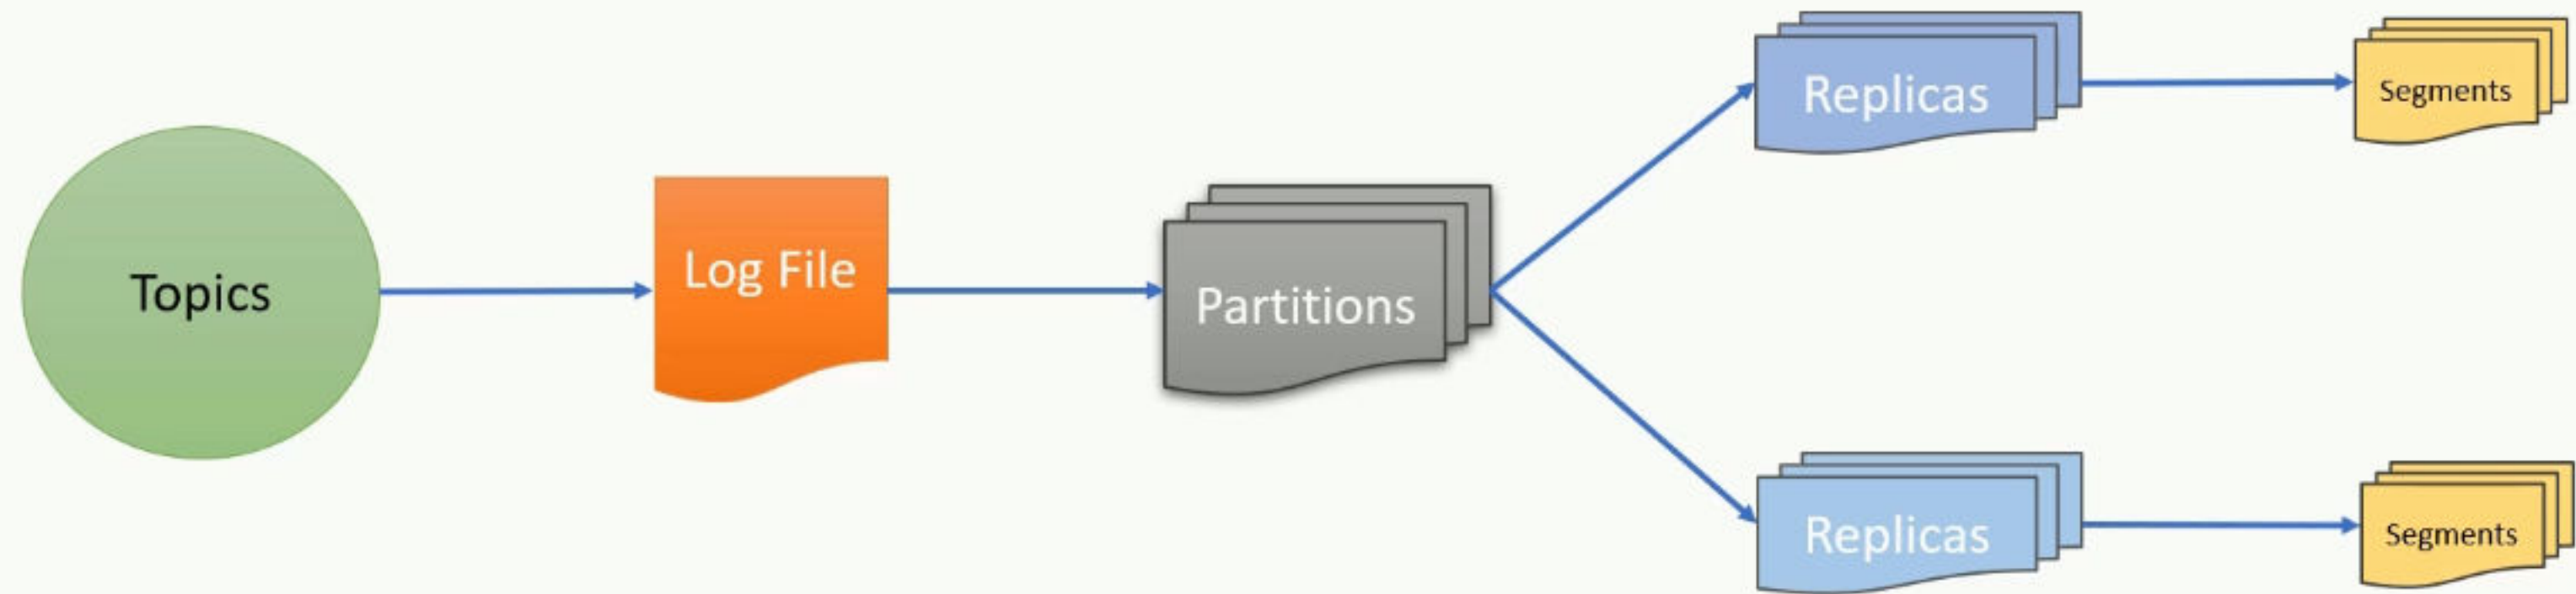 Topics
Log File
Partitions
Replicas
Segments
Replicas
Segments